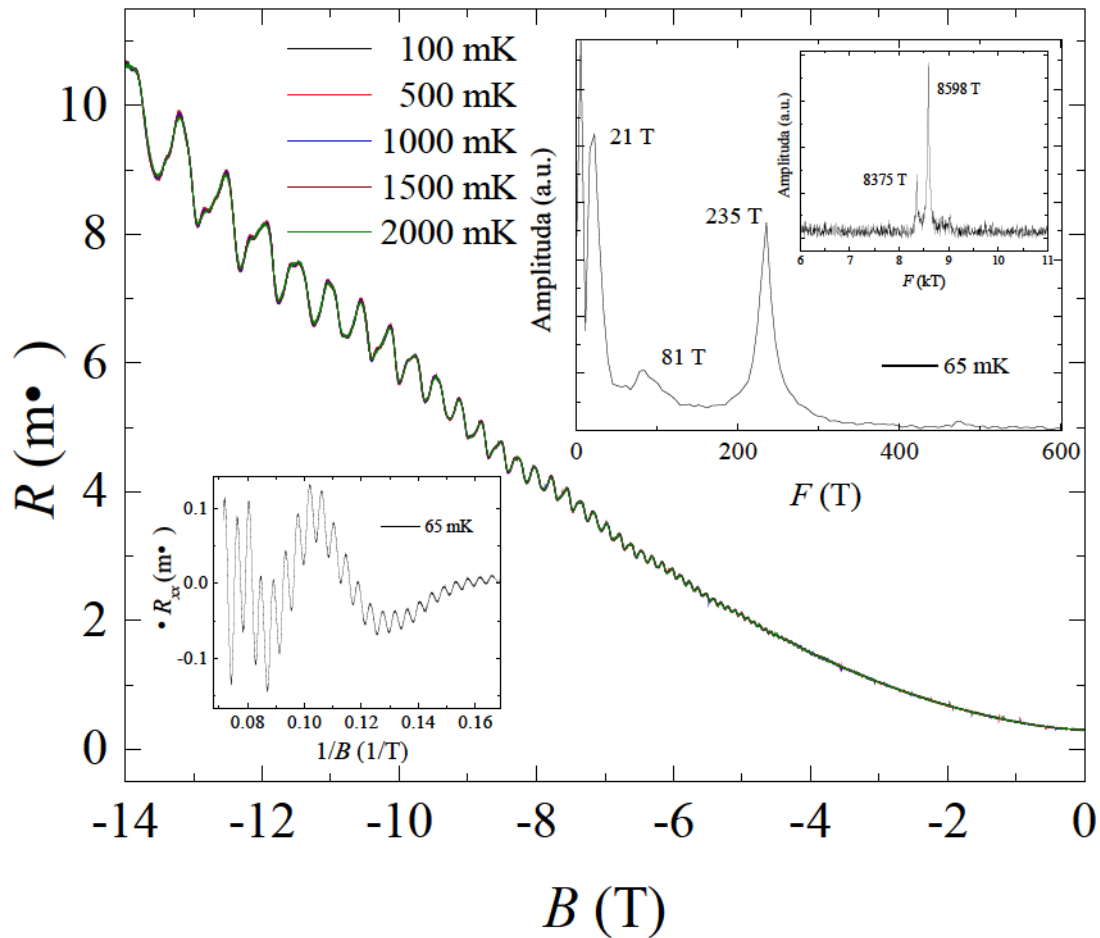 100 mK
500 mK
1000 mK
1500 mK
2000 mK
R (m•)
10
8
6
4
2
0
-14 -12 -10 -8 -6 -4 -2 0
B (T)
Amplituda (a.u.)
21 T
81 T
235 T
65 mK
0 200 400 600
F (T)
Amplituda (a.u.)
8598 T
8375 T
6 7 8 9 10 11
F (kT)
•R_xx (m•)
65 mK
0.1
0.0
-0.1
0.08 0.10 0.12 0.14 0.16
1/B (1/T)